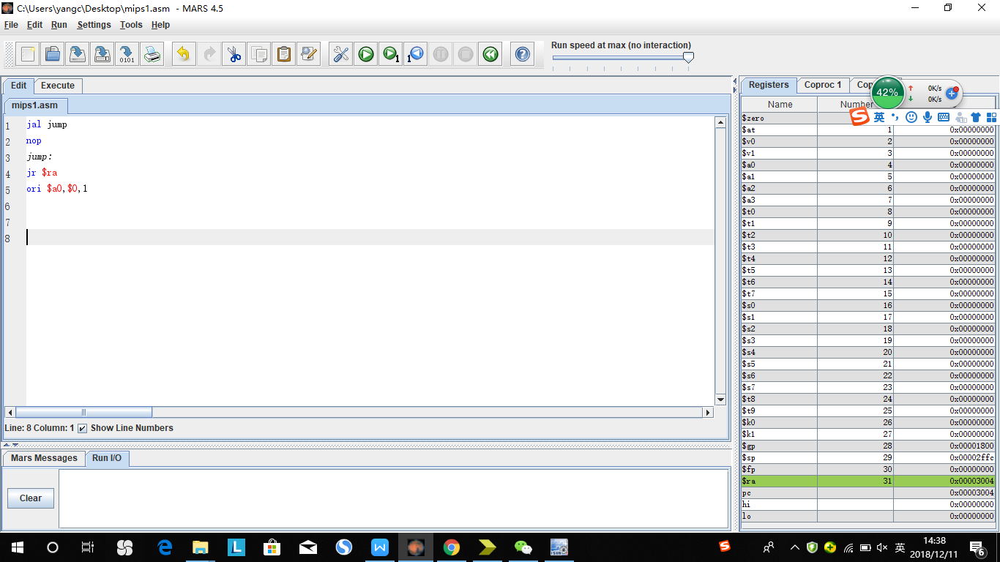 C:\Users\yangc\Desktop\mips1.asm - MARS 4.5
File Edit Run Settings Tools Help
Run speed at max (no interaction)
Edit Execute
mips1.asm
1 jal jump
2 nop
3 jump:
4 jr $ra
5 ori $a0,$0,1
6
7
8
Line: 8 Column: 1 Show Line Numbers
Mars Messages Run I/O
Clear
Registers Coproc 1
42% 0K/s
0K/s
Name Number
英
$zero
$at 1 0x00000000
$v0 2 0x00000000
$v1 3 0x00000000
$a0 4 0x00000000
$a1 5 0x00000000
$a2 6 0x00000000
$a3 7 0x00000000
$t0 8 0x00000000
$t1 9 0x00000000
$t2 10 0x00000000
$t3 11 0x00000000
$t4 12 0x00000000
$t5 13 0x00000000
$t6 14 0x00000000
$t7 15 0x00000000
$s0 16 0x00000000
$s1 17 0x00000000
$s2 18 0x00000000
$s3 19 0x00000000
$s4 20 0x00000000
$s5 21 0x00000000
$s6 22 0x00000000
$s7 23 0x00000000
$t8 24 0x00000000
$t9 25 0x00000000
$k0 26 0x00000000
$k1 27 0x00000000
$gp 28 0x00001800
$sp 29 0x00002ffc
$fp 30 0x00000000
$ra 31 0x00003004
pc 0x00003004
hi 0x00000000
lo 0x00000000
英 14:38
2018/12/11 6